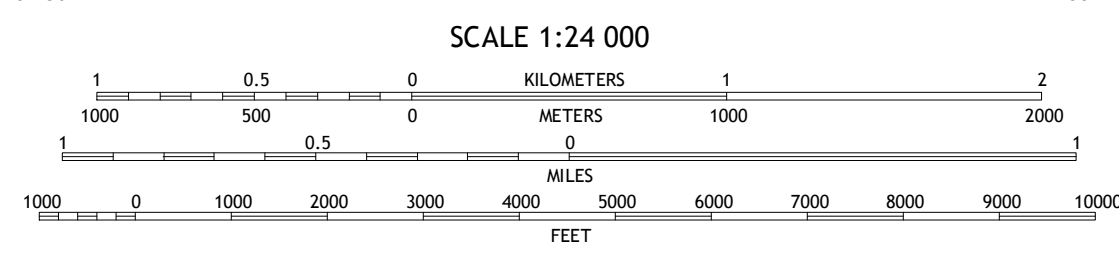 SCALE 1:24 000
1 0.5 0 KILOMETERS 1 2
1000 500 0 METERS 1000 2000
1 0.5 0 1
MILES
1000 0 1000 2000 3000 4000 5000 6000 7000 8000 9000 10000
FEET